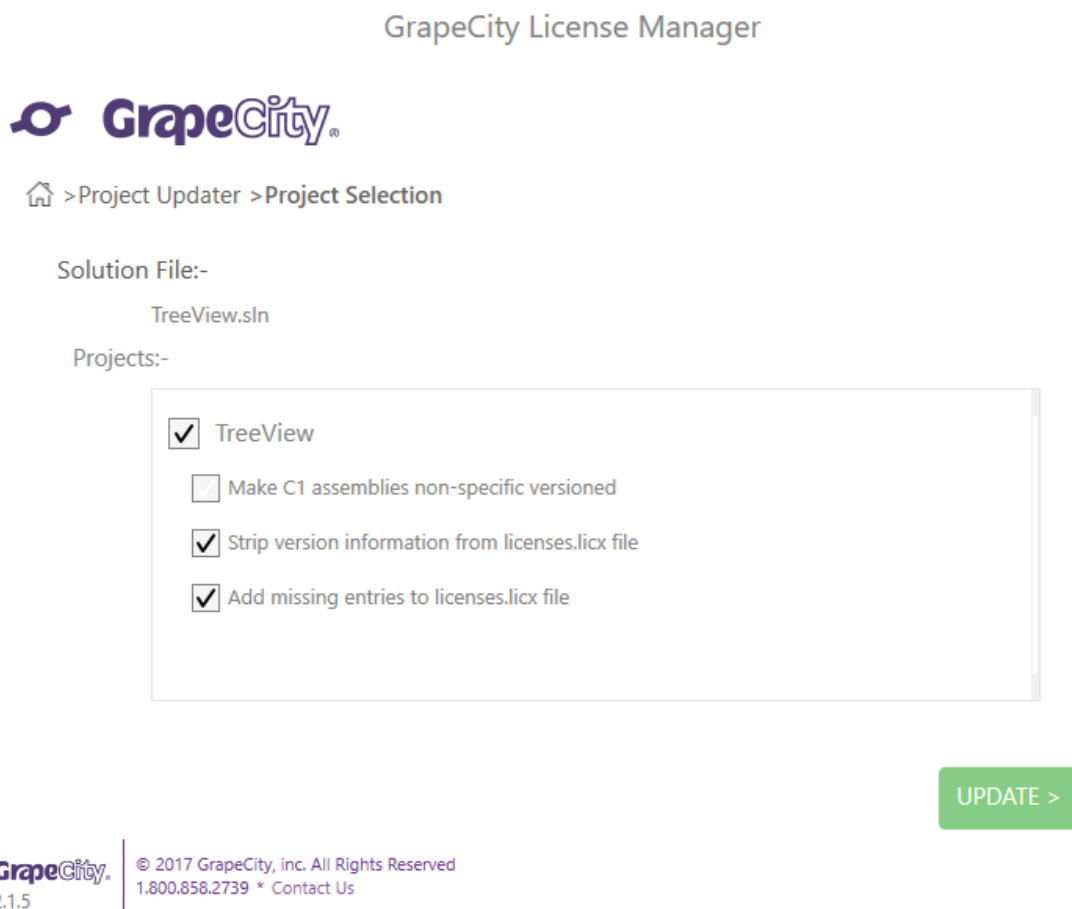 GrapeCity License Manager
GrapeCity®
>Project Updater >Project Selection
Solution File:-
TreeView.sln
Projects:-
TreeView
Make C1 assemblies non-specific versioned
Strip version information from licenses.licx file
Add missing entries to licenses.licx file
UPDATE >
GrapeCity.
© 2017 GrapeCity, inc. All Rights Reserved
2.1.5
1.800.858.2739 * Contact Us